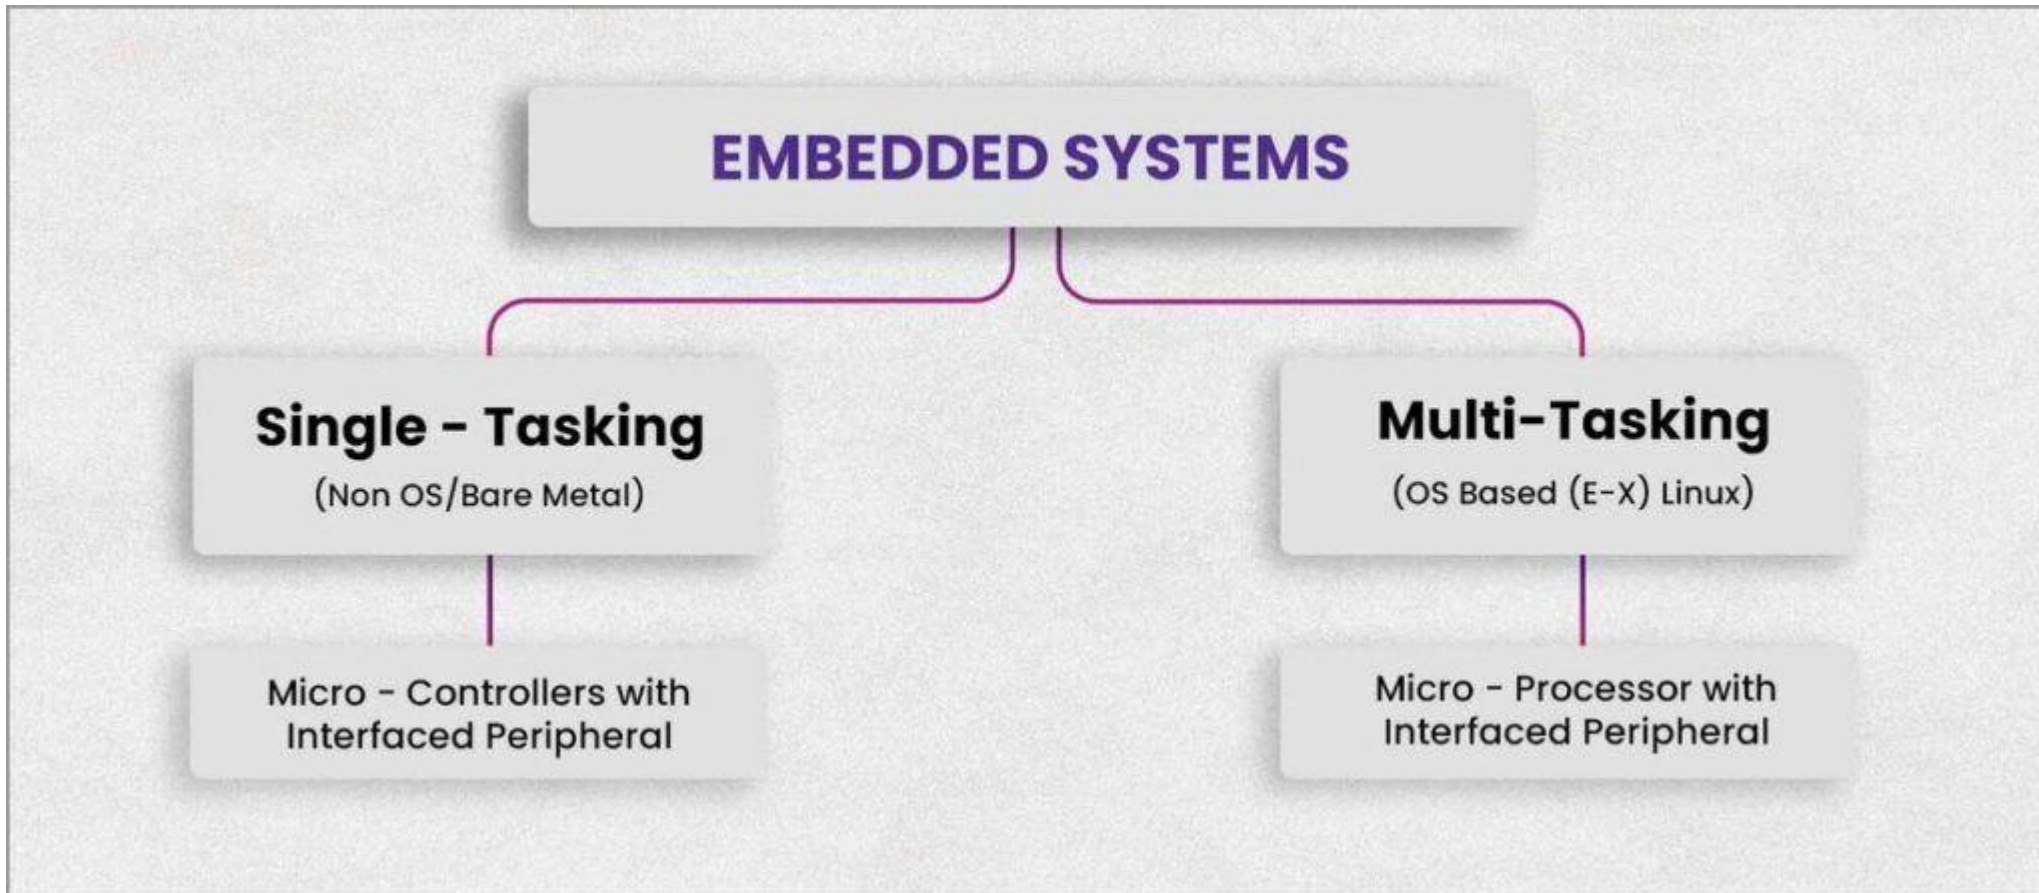 EMBEDDED SYSTEMS
Single - Tasking
(Non OS/Bare Metal)
Micro - Controllers with
Interfaced Peripheral
Multi-Tasking
(OS Based (E-X) Linux)
Micro - Processor with
Interfaced Peripheral